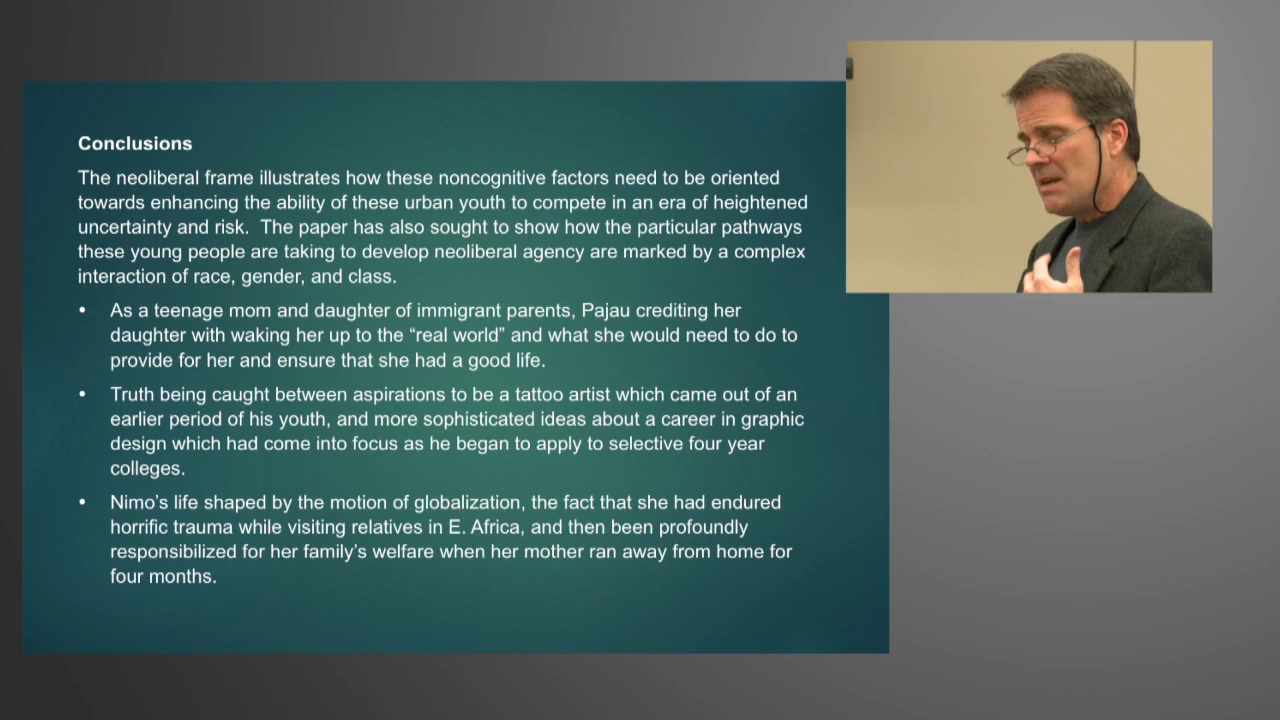 Conclusions
The neoliberal frame illustrates how these noncognitive factors need to be oriented
towards enhancing the ability of these urban youth to compete in an era of heightened
uncertainty and risk.  The paper has also sought to show how the particular pathways
these young people are taking to develop neoliberal agency are marked by a complex
interaction of race, gender, and class.
• As a teenage mom and daughter of immigrant parents, Pajau crediting her
daughter with waking her up to the “real world” and what she would need to do to
provide for her and ensure that she had a good life.
• Truth being caught between aspirations to be a tattoo artist which came out of an
earlier period of his youth, and more sophisticated ideas about a career in graphic
design which had come into focus as he began to apply to selective four year
colleges.
• Nimo’s life shaped by the motion of globalization, the fact that she had endured
horrific trauma while visiting relatives in E. Africa, and then been profoundly
responsibilized for her family’s welfare when her mother ran away from home for
four months.